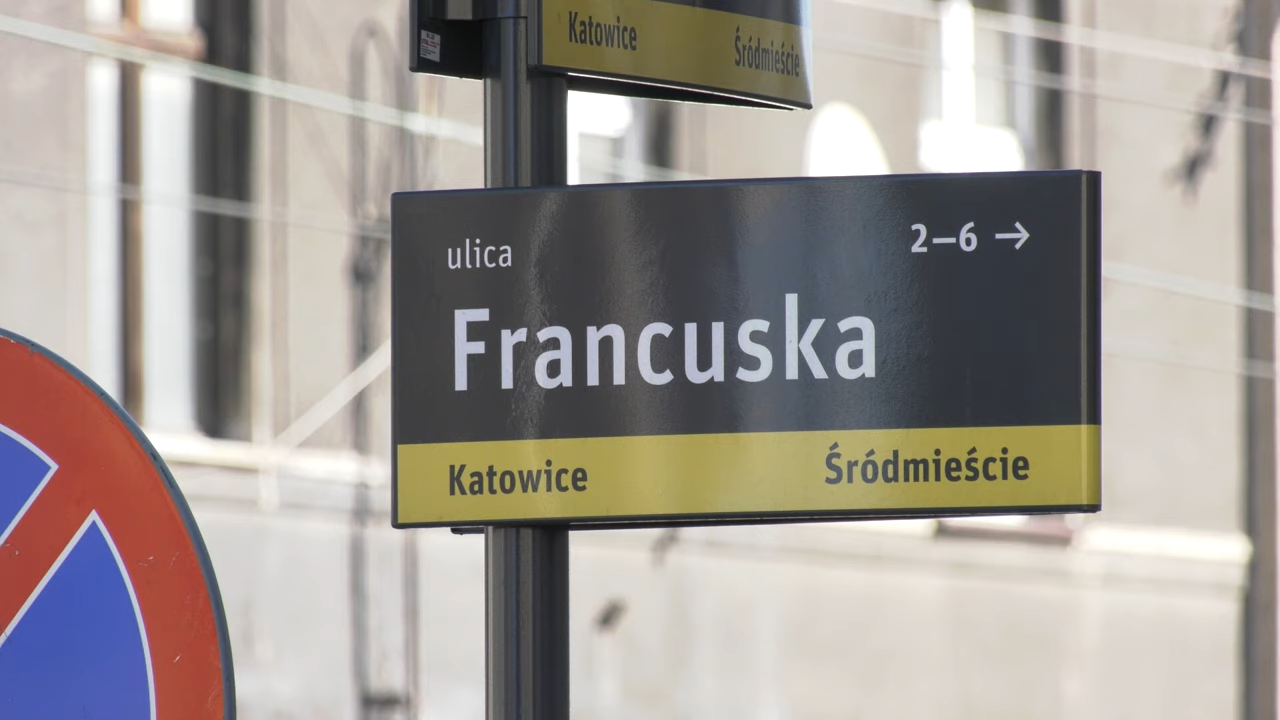 Katowice Śródmieście
ulica 2–6 →
Francuska
Katowice Śródmieście